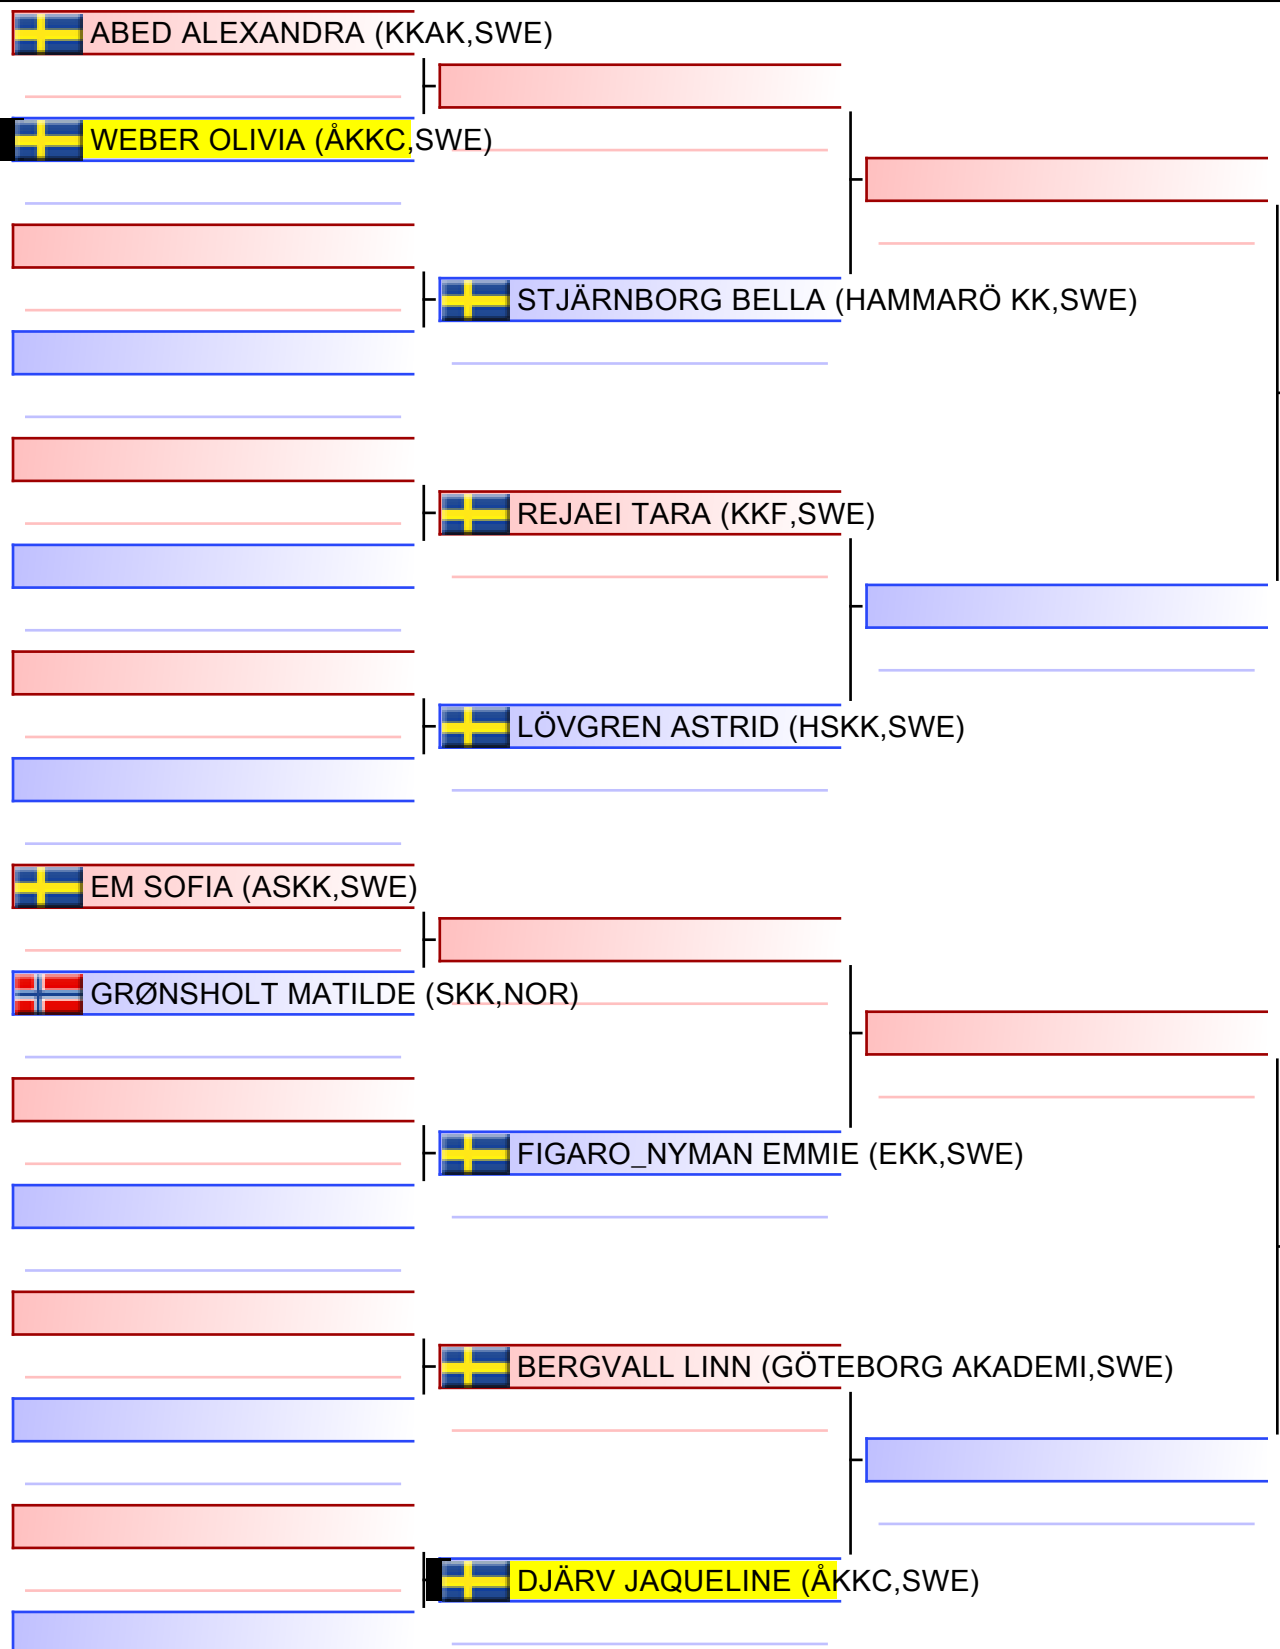 ABED ALEXANDRA (KKAK,SWE)
WEBER OLIVIA (ÅKKC,SWE)
STJÄRNBORG BELLA (HAMMARÖ KK,SWE)
REJAEI TARA (KKF,SWE)
LÖVGREN ASTRID (HSKK,SWE)
EM SOFIA (ASKK,SWE)
GRØNSHOLT MATILDE (SKK,NOR)
FIGARO_NYMAN EMMIE (EKK,SWE)
BERGVALL LINN (GÖTEBORG AKADEMI,SWE)
DJÄRV JAQUELINE (ÅKKC,SWE)